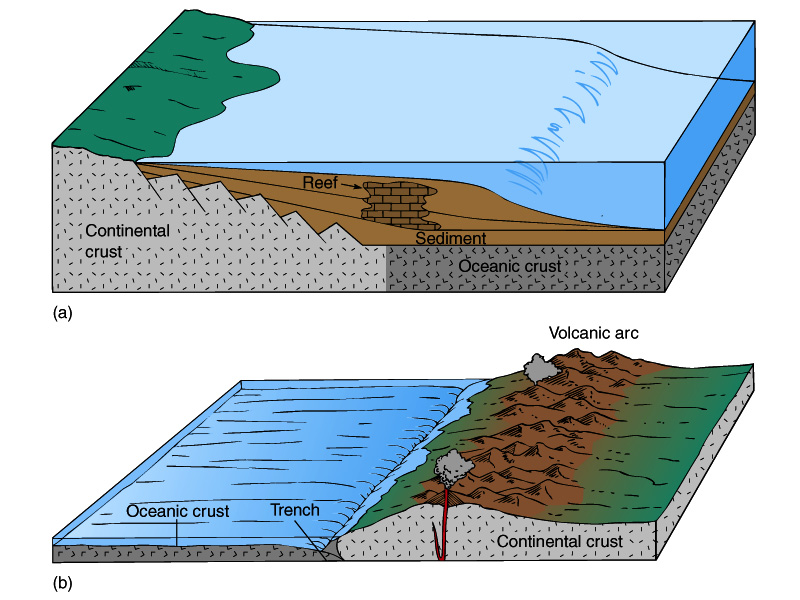 Reef
Continental
crust
Sediment
Oceanic crust
(a)
Volcanic arc
Oceanic crust
Trench
Continental crust
(b)